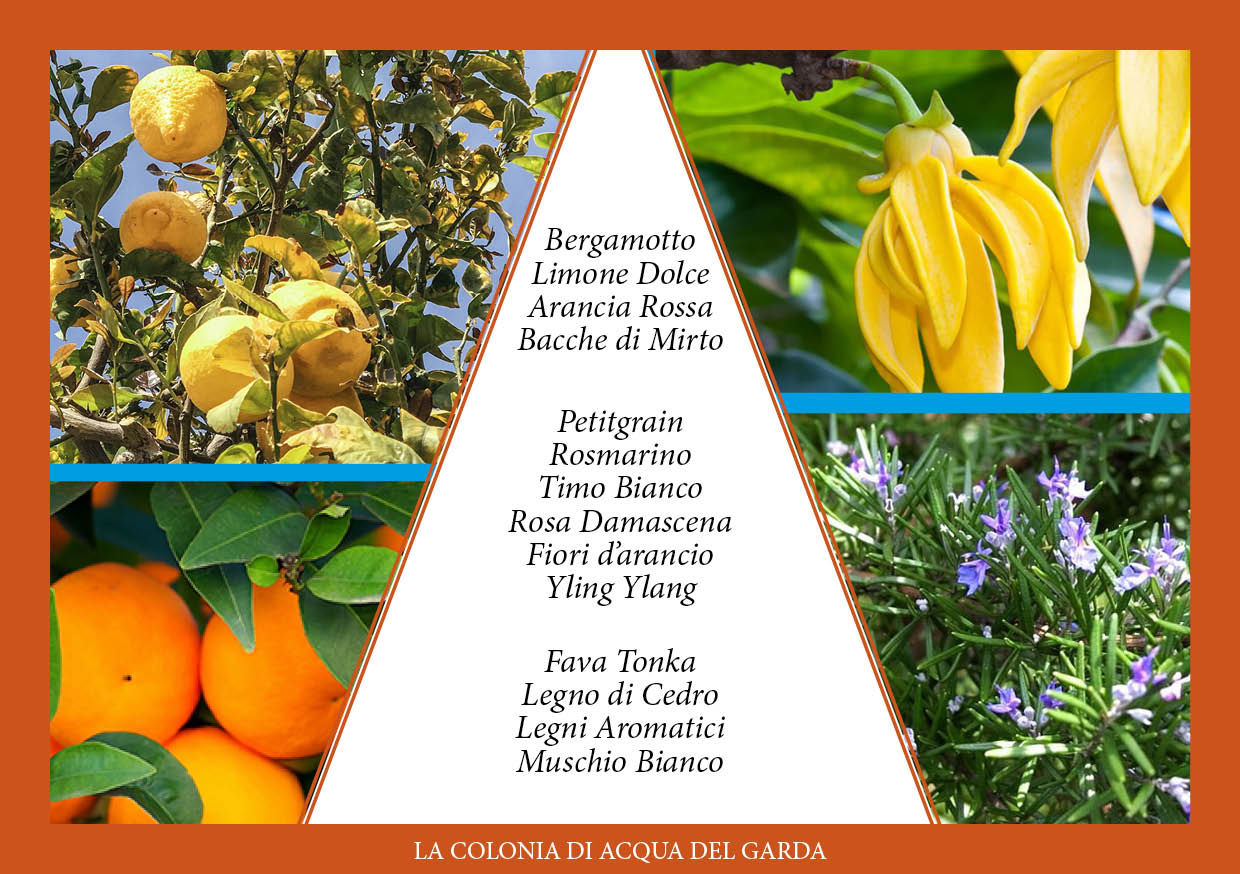 Bergamotto
Limone Dolce
Arancia Rossa
Bacche di Mirto
Petitgrain
Rosmarino
Timo Bianco
Rosa Damascena
Fiori d’arancio
Yling Ylang
Fava Tonka
Legno di Cedro
Legni Aromatici
Muschio Bianco
LA COLONIA DI ACQUA DEL GARDA